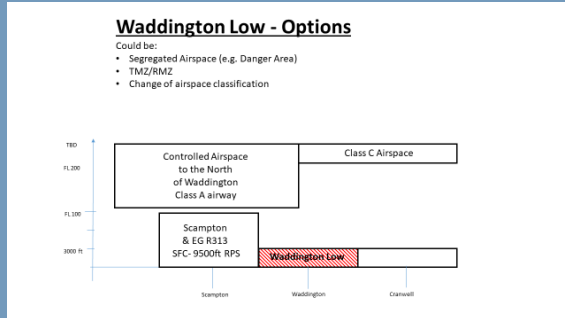 Waddington Low - Options
Could be:
• Segregated Airspace (e.g. Danger Area)
• TMZ/RMZ
• Change of airspace classification
TBD
Controlled Airspace
to the North
of Waddington
Class A airway
Class C Airspace
FL 200
FL 100
Scampton
& EG R313
SFC- 9500ft RPS
3000 ft
Waddington Low
Scampton
Waddington
Cranwell